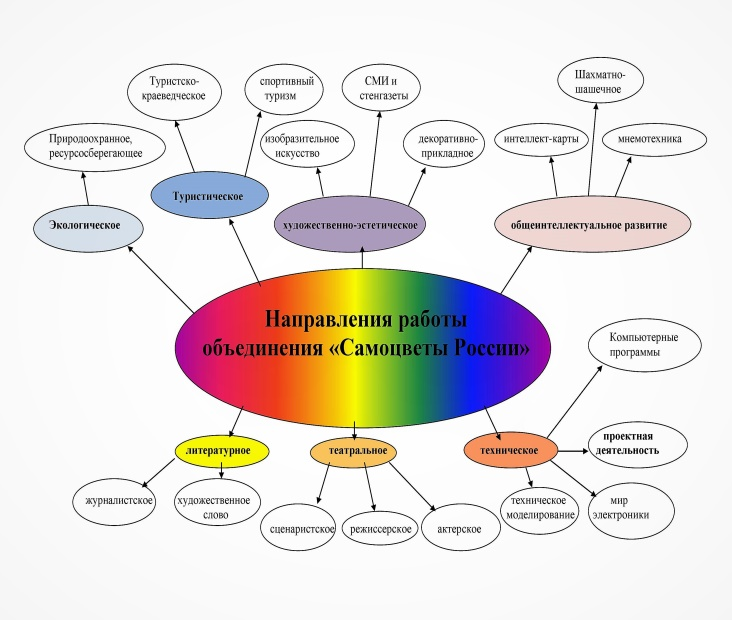 Шахматно-
шашечное
Туристско-
краеведческое
спортивный
туризм
СМИ и
стенгазеты
Природоохранное,
ресурсосберегающее
изобразительное
искусство
декоративно-
прикладное
интеллект-карты
мнемотехника
Экологическое
Туристическое
художественно-эстетическое
общеинтеллектуальное развитие
Направления работы
объединения «Самоцветы России»
Компьютерные
программы
литературное
театральное
техническое
проектная
деятельность
журналистское
художественное
слово
сценаристское
режиссерское
актерское
техническое
моделирование
мир
электроники